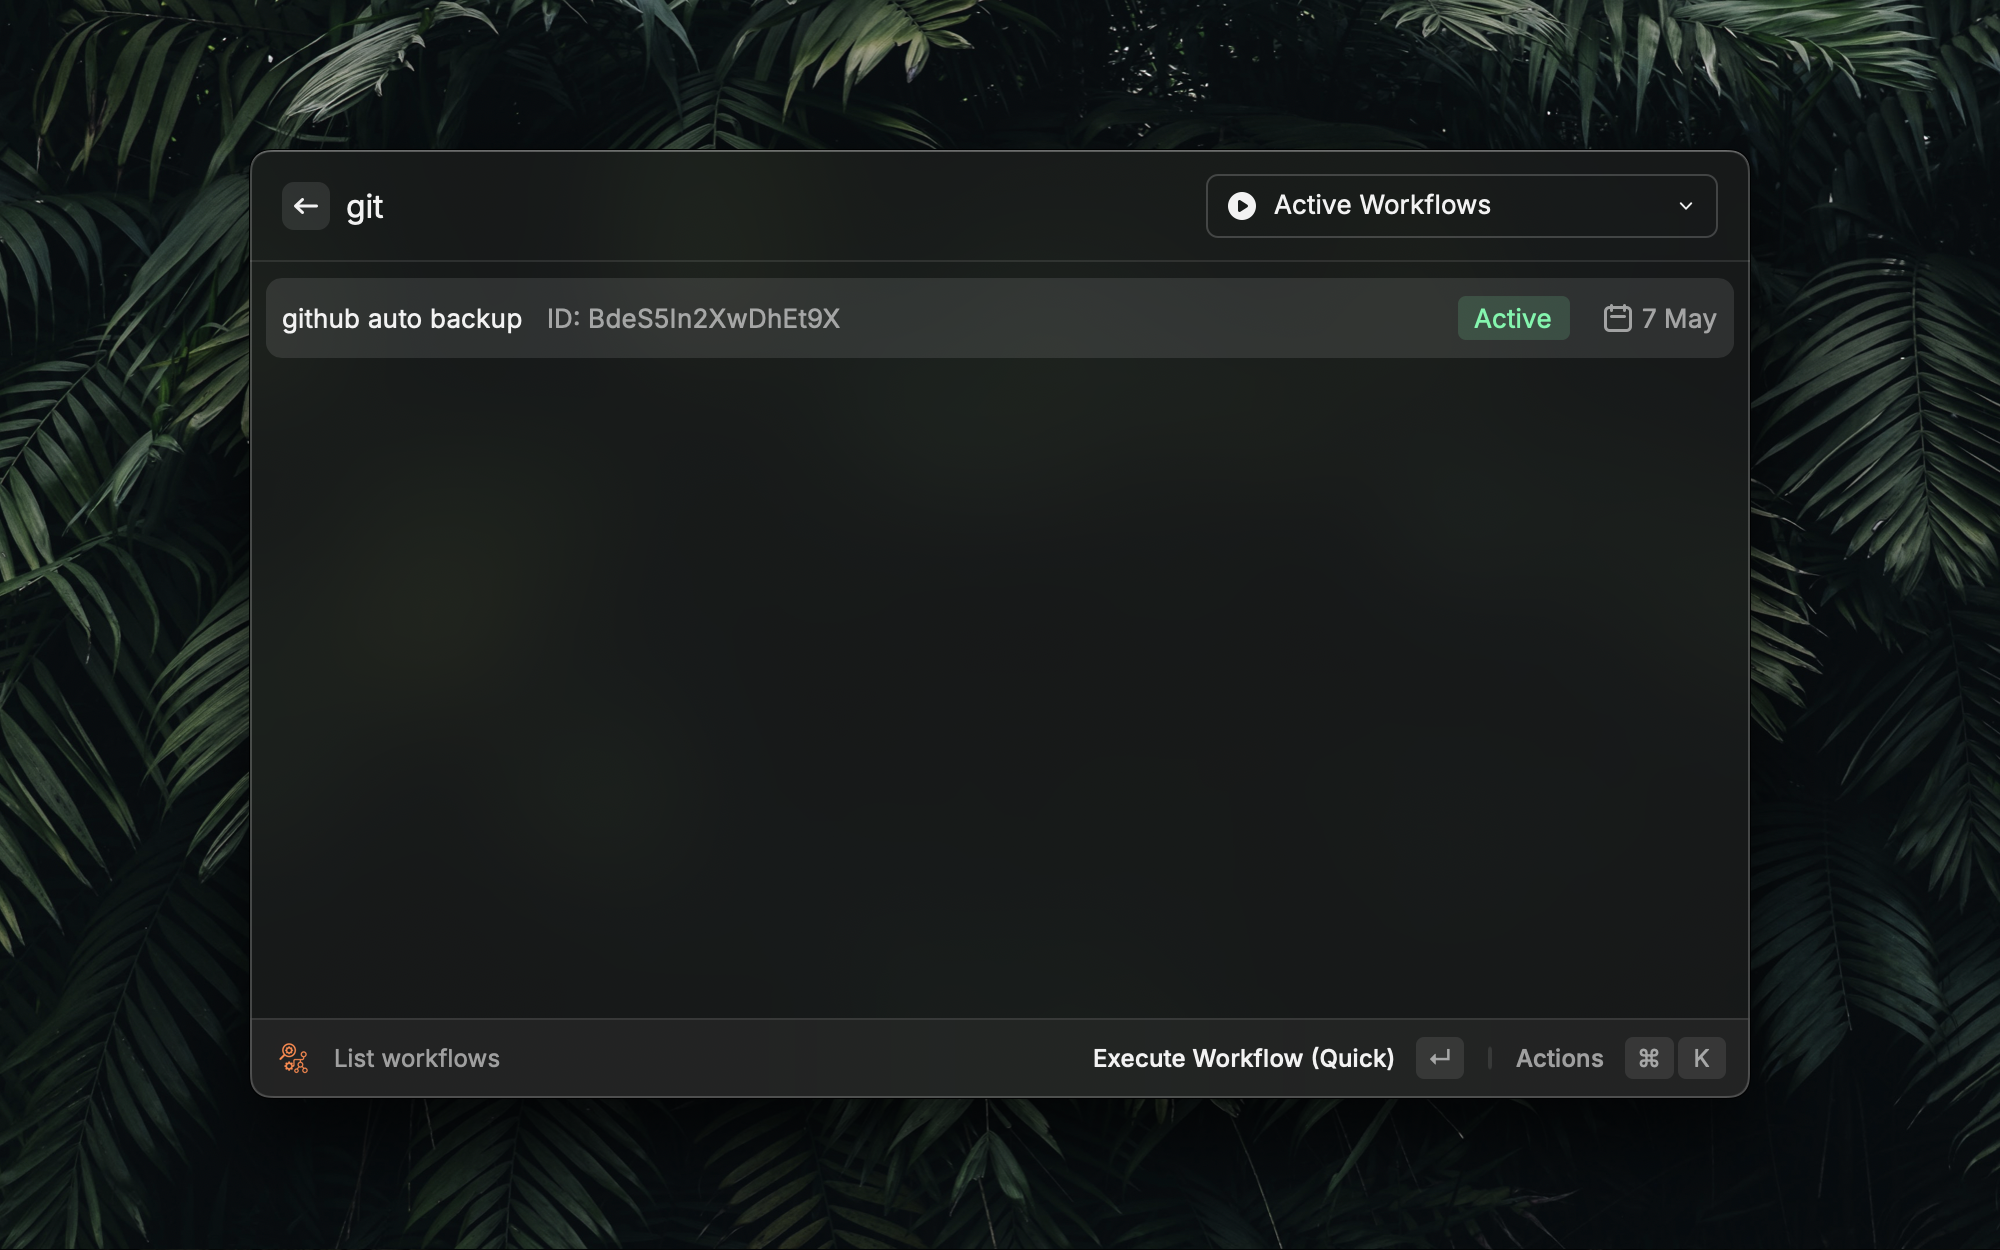 git
Active Workflows
github auto backup ID: BdeS5In2XwDhEt9X Active 7 May
List workflows Execute Workflow (Quick) ↵ Actions ⌘ K